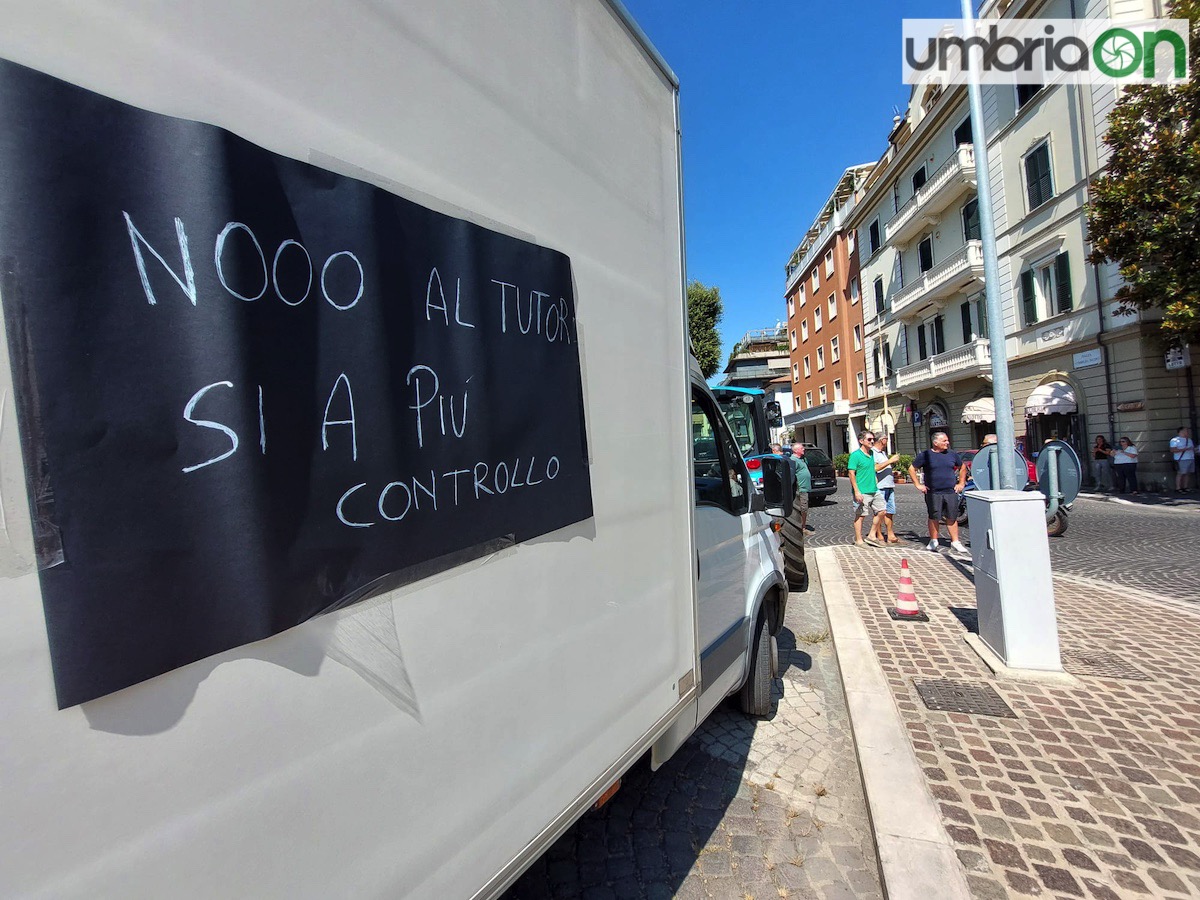 umbriaON
NOOO AL TUTOR!
SI A PIÚ
CONTROLLO